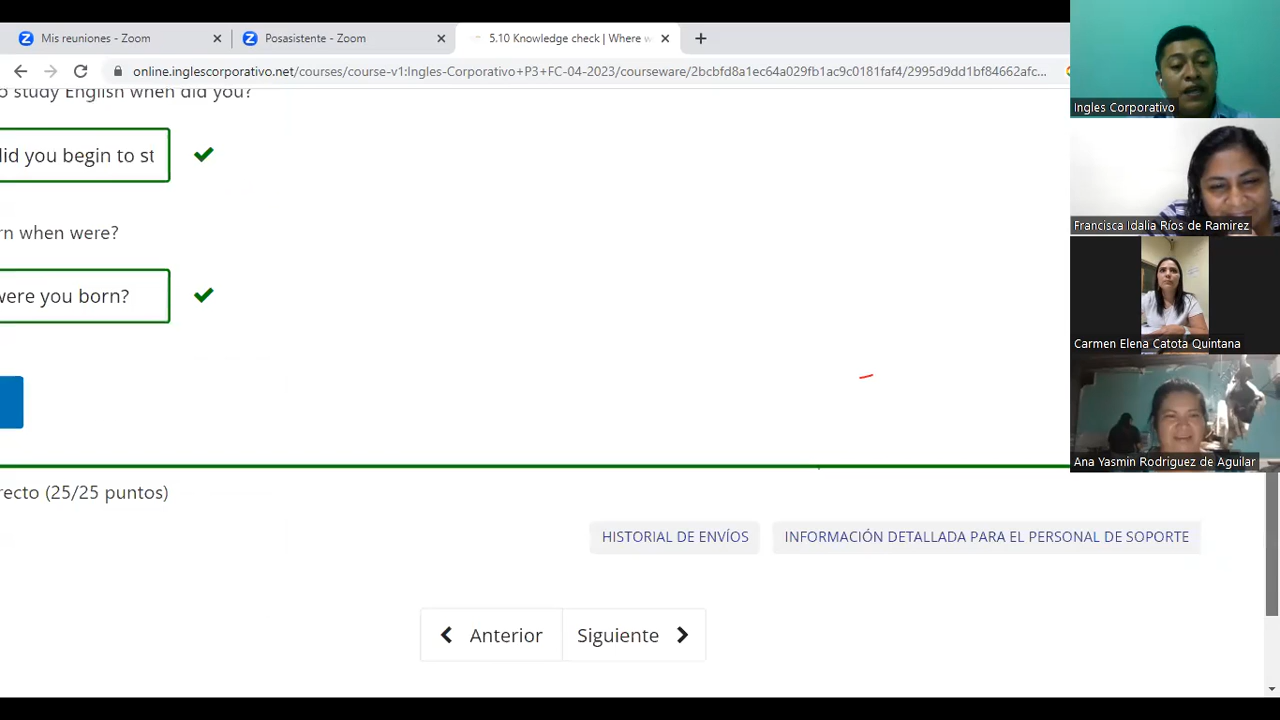 Mis reuniones - Zoom
Posasistente - Zoom
5.10 Knowledge check | Where w
online.inglescorporativo.net/courses/course-v1:Ingles-Corporativo+P3+FC-04-2023/courseware/2bcbfd8a1ec64a029fb1ac9c0181faf4/2995d9dd1bf84662afc...
o study English when did you?
did you begin to st
rn when were?
were you born?
recto (25/25 puntos)
HISTORIAL DE ENVÍOS
INFORMACIÓN DETALLADA PARA EL PERSONAL DE SOPORTE
Anterior
Siguiente
Ingles Corporativo
Francisca Idalia Ríos de Ramirez
Carmen Elena Catota Quintana
Ana Yasmin Rodriguez de Aguilar